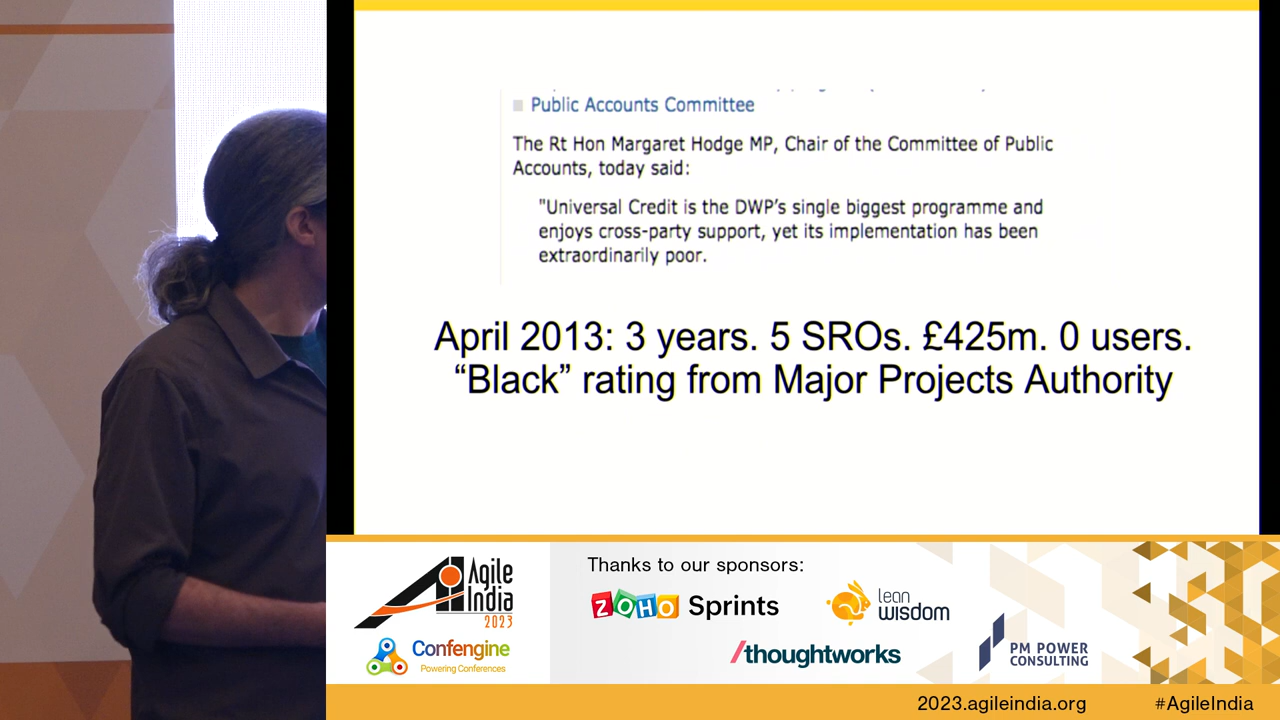 Public Accounts Committee
The Rt Hon Margaret Hodge MP, Chair of the Committee of Public
Accounts, today said:
"Universal Credit is the DWP's single biggest programme and
enjoys cross-party support, yet its implementation has been
extraordinarily poor.
April 2013: 3 years. 5 SROs. £425m. 0 users.
“Black” rating from Major Projects Authority
Agile
India
2023
Confengine
Powering Conferences
Thanks to our sponsors:
ZOHO Sprints
lean
wisdom
/thoughtworks
PM POWER
CONSULTING
2023.agileindia.org #AgileIndia